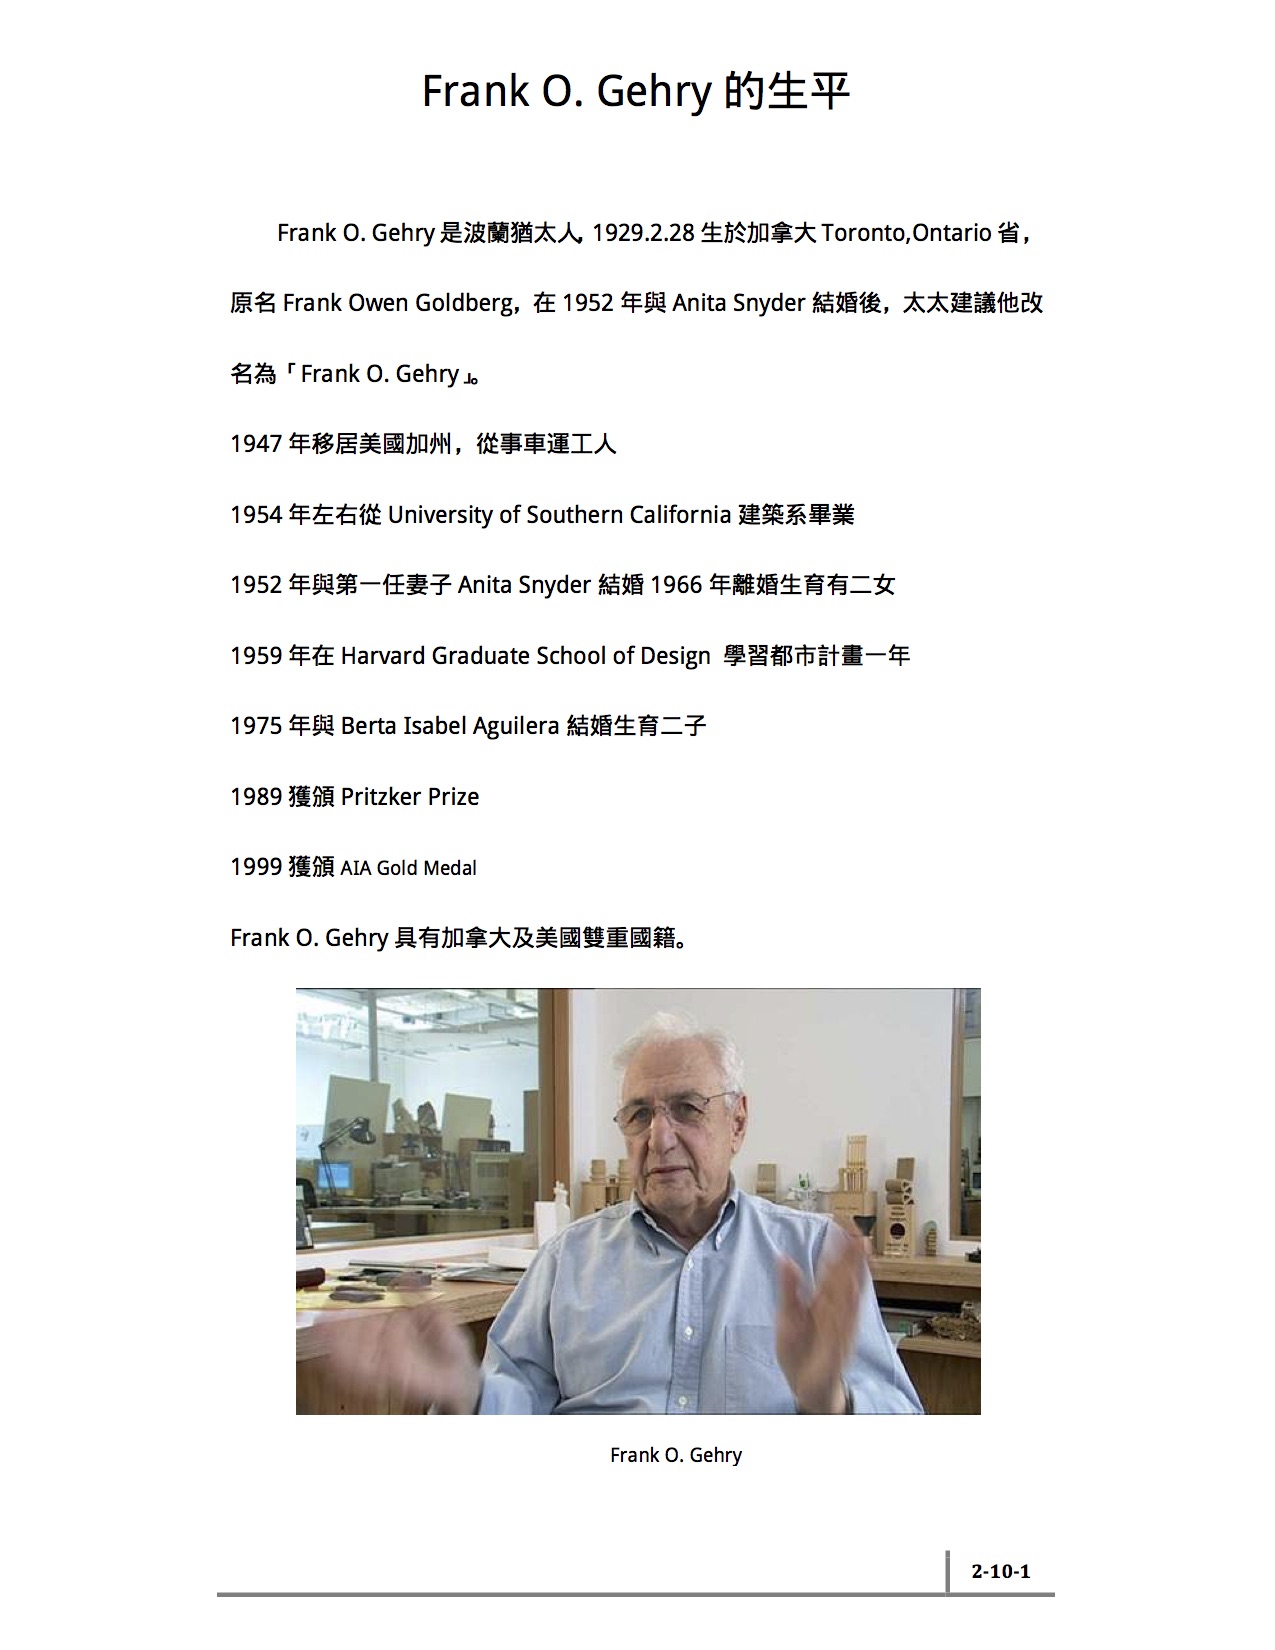 Frank O. Gehry 的生平
Frank O. Gehry 是波蘭猶太人, 1929.2.28 生於加拿大 Toronto,Ontario 省，
原名 Frank Owen Goldberg，在 1952 年與 Anita Snyder 結婚後，太太建議他改
名為「Frank O. Gehry」。
1947 年移居美國加州，從事車運工人
1954 年左右從 University of Southern California 建築系畢業
1952 年與第一任妻子 Anita Snyder 結婚 1966 年離婚生育有二女
1959 年在 Harvard Graduate School of Design 學習都市計畫一年
1975 年與 Berta Isabel Aguilera 結婚生育二子
1989 獲頒 Pritzker Prize
1999 獲頒 AIA Gold Medal
Frank O. Gehry 具有加拿大及美國雙重國籍。
Frank O. Gehry
2-10-1